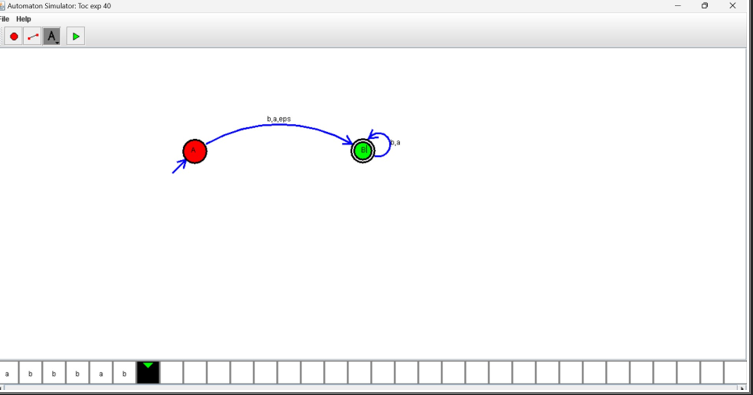 Automaton Simulator: Toc exp 40
File Help
A
b,a,eps
b,a
a b b b a b